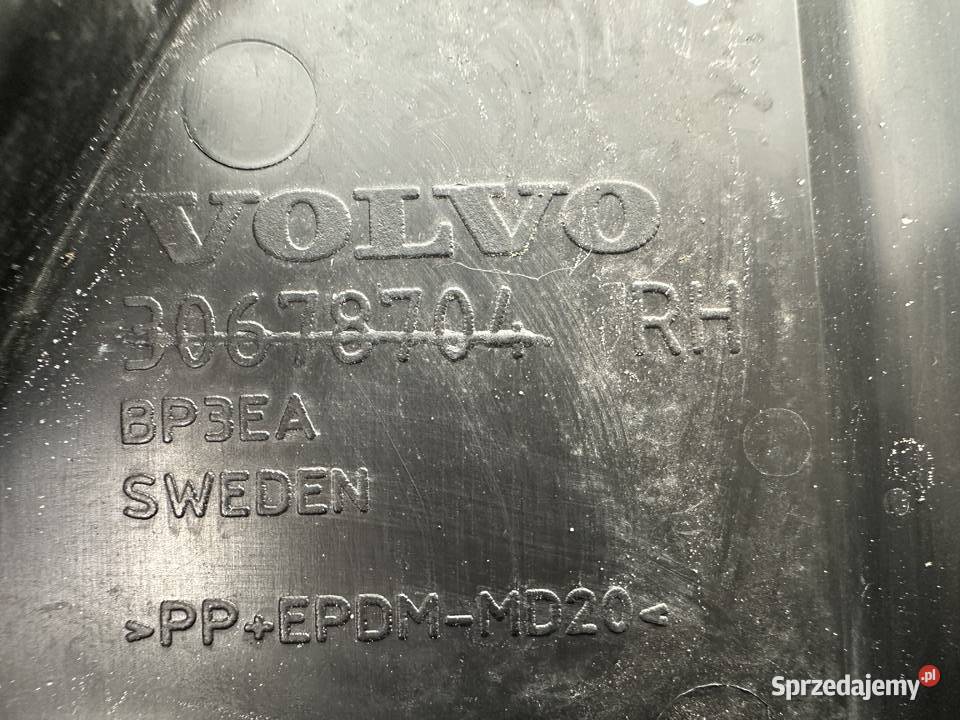 VOLVO
30678704 RH
BP3EA
SWEDEN
>PP+EPDM-MD20<
Sprzedajemy.pl